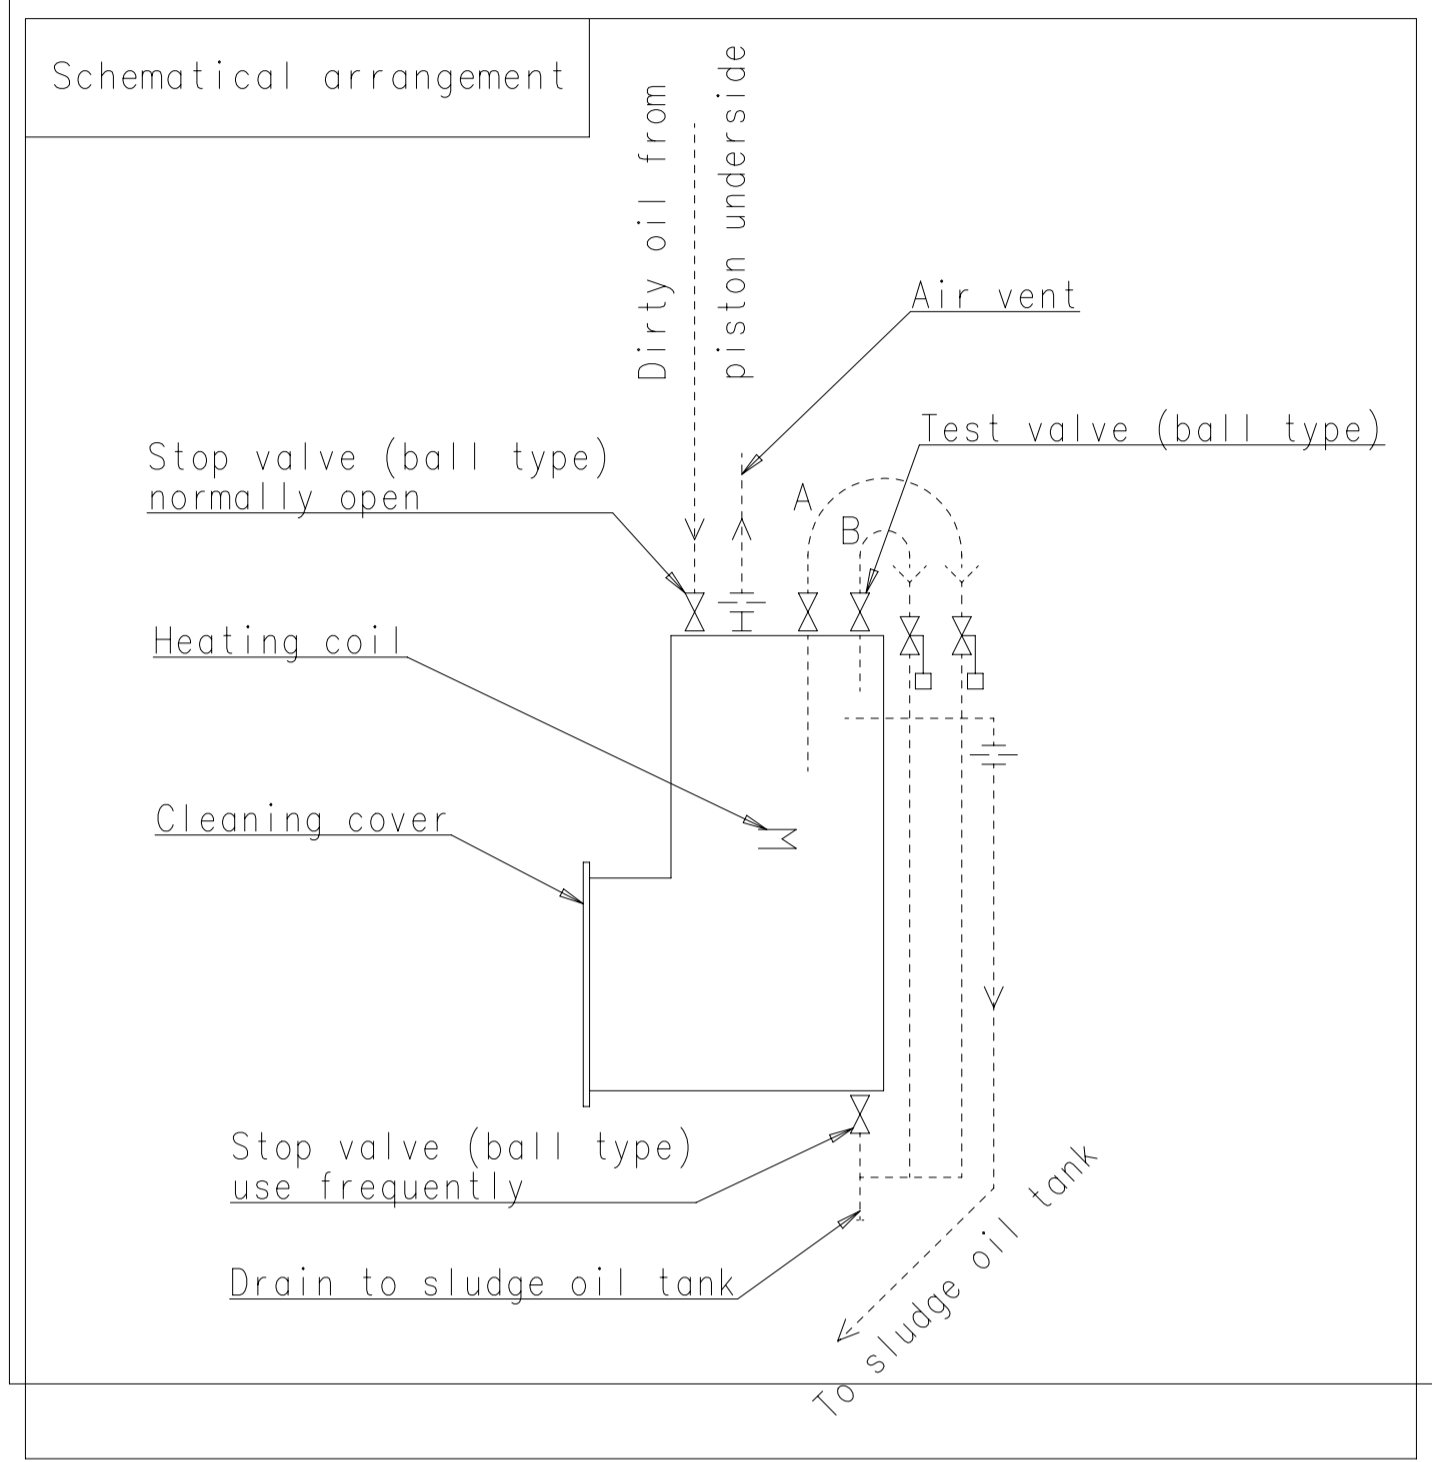 Schematical arrangement
Dirty oil from
piston underside
Air vent
Test valve (ball type)
Stop valve (ball type)
normally open
A
B
Heating coil
Cleaning cover
Stop valve (ball type)
use frequently
Drain to sludge oil tank
To sludge oil tank